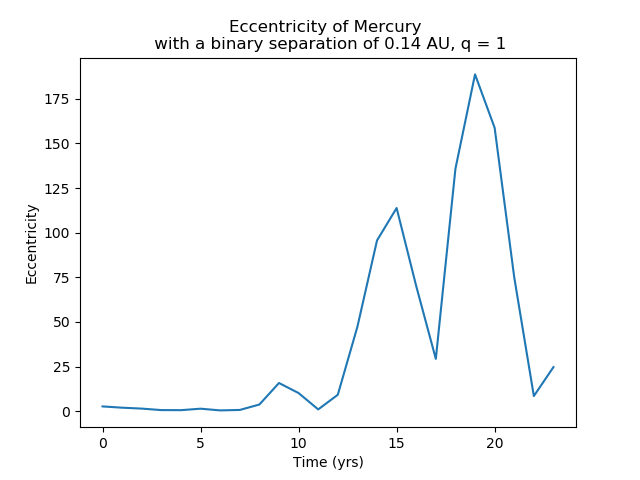 Eccentricity of Mercury
with a binary separation of 0.14 AU, q = 1
175
150
125
100
75
50
25
0
Eccentricity
0 5 10 15 20
Time (yrs)